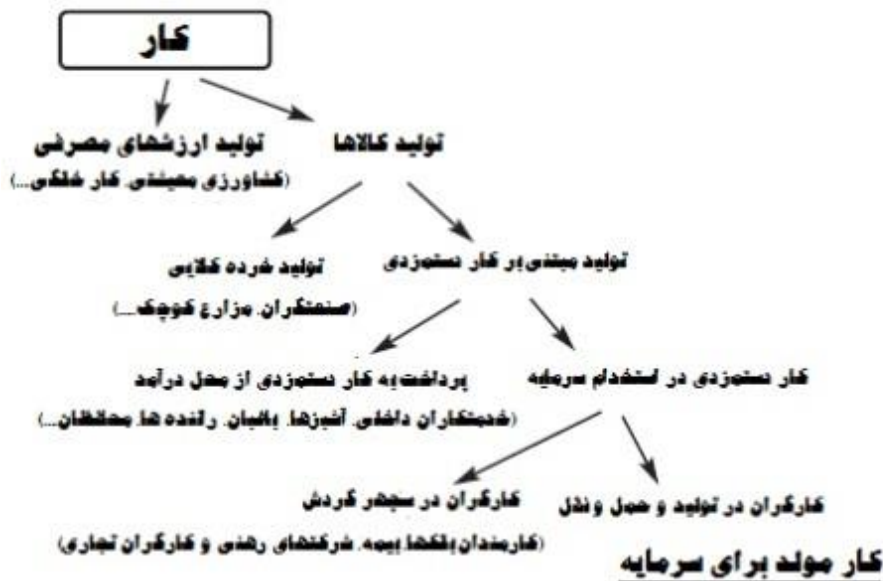 کار
تولید کالاها
تولید ارزشهای مصرفی
(کشاورزی معیشتی، کار خانگی...)
تولید مبتنی بر کار دستمزدی
تولید خرده کالایی
(صنعتگران، مزارع کوچک...)
کار دستمزدی در استخدام سرمایه
پرداخت به کار دستمزدی از محل درآمد
(خدمتکاران داخلی، آشپزها، باغبان، راننده ها، محافظان...)
کارگران در تولید و حمل و نقل
کارگران در سپهر گردش
(کارمندان بانکها، بیمه، شرکتهای رهنی و کارگران تجاری)
کار مولد برای سرمایه